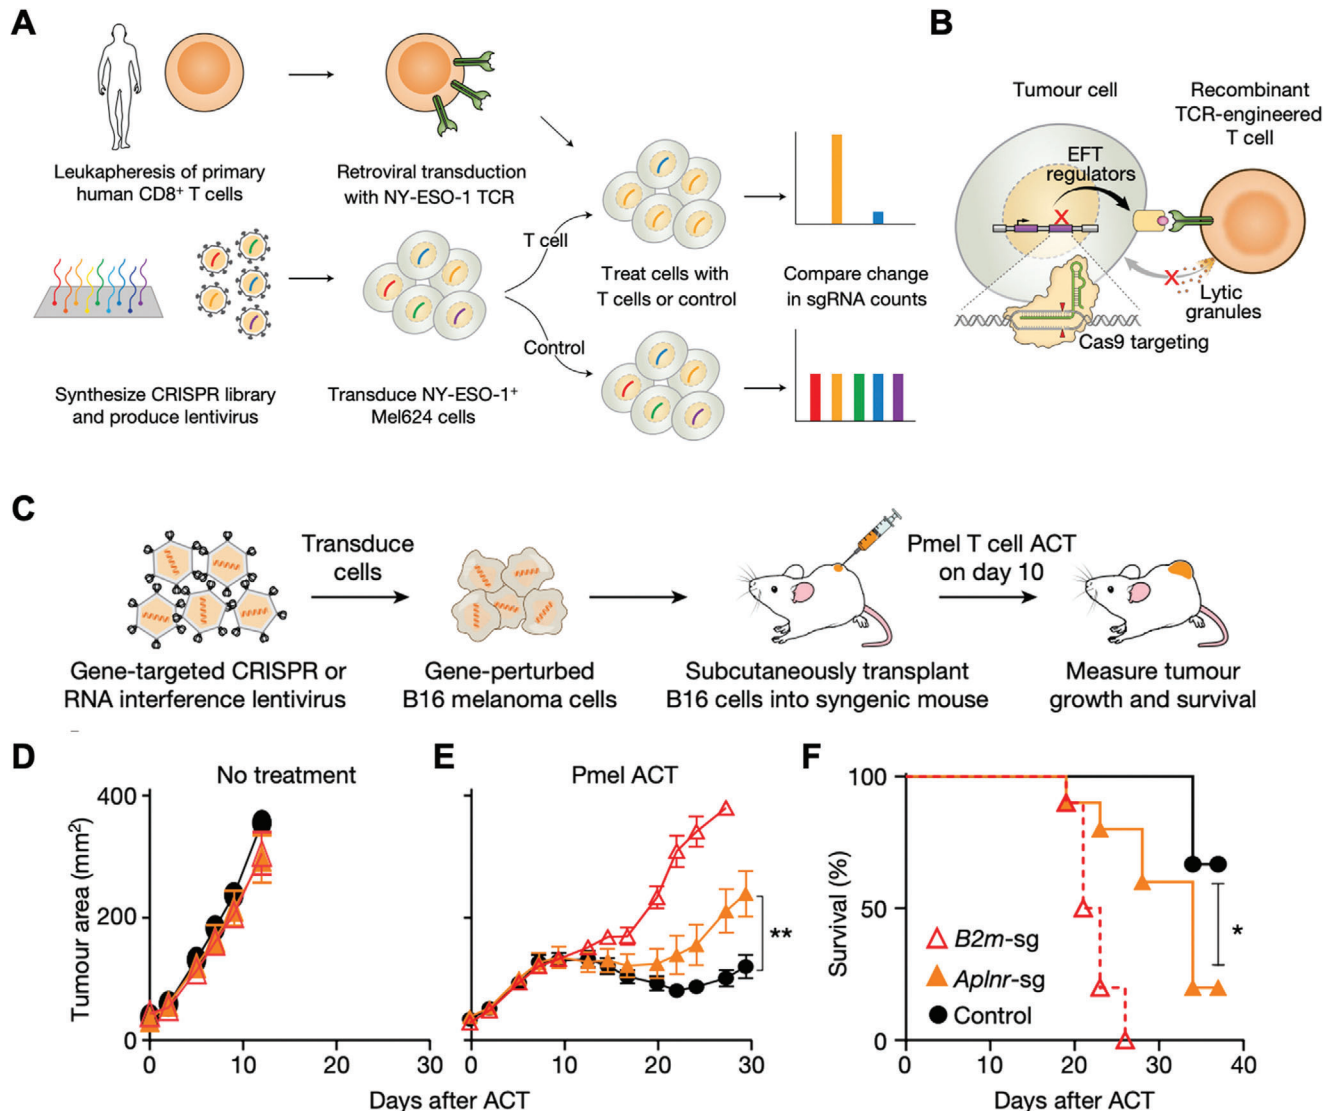 A
Leukapheresis of primary
human CD8⁺ T cells
Retroviral transduction
with NY-ESO-1 TCR
Synthesize CRISPR library
and produce lentivirus
Transduce NY-ESO-1⁺
Mel624 cells
T cell
Control
Treat cells with
T cells or control
Compare change
in sgRNA counts
B
Tumour cell
Recombinant
TCR-engineered
T cell
EFT
regulators
X
X
Lytic
granules
Cas9 targeting
C
Gene-targeted CRISPR or
RNA interference lentivirus
Transduce
cells
Gene-perturbed
B16 melanoma cells
Subcutaneously transplant
B16 cells into syngenic mouse
Pmel T cell ACT
on day 10
Measure tumour
growth and survival
D
No treatment
Tumour area (mm²)
400
200
0
0 10 20 30
E
Pmel ACT
**
0 10 20 30
Days after ACT
F
Survival (%)
100
50
0
B2m-sg
Aplnr-sg
Control
*
0 10 20 30 40
Days after ACT